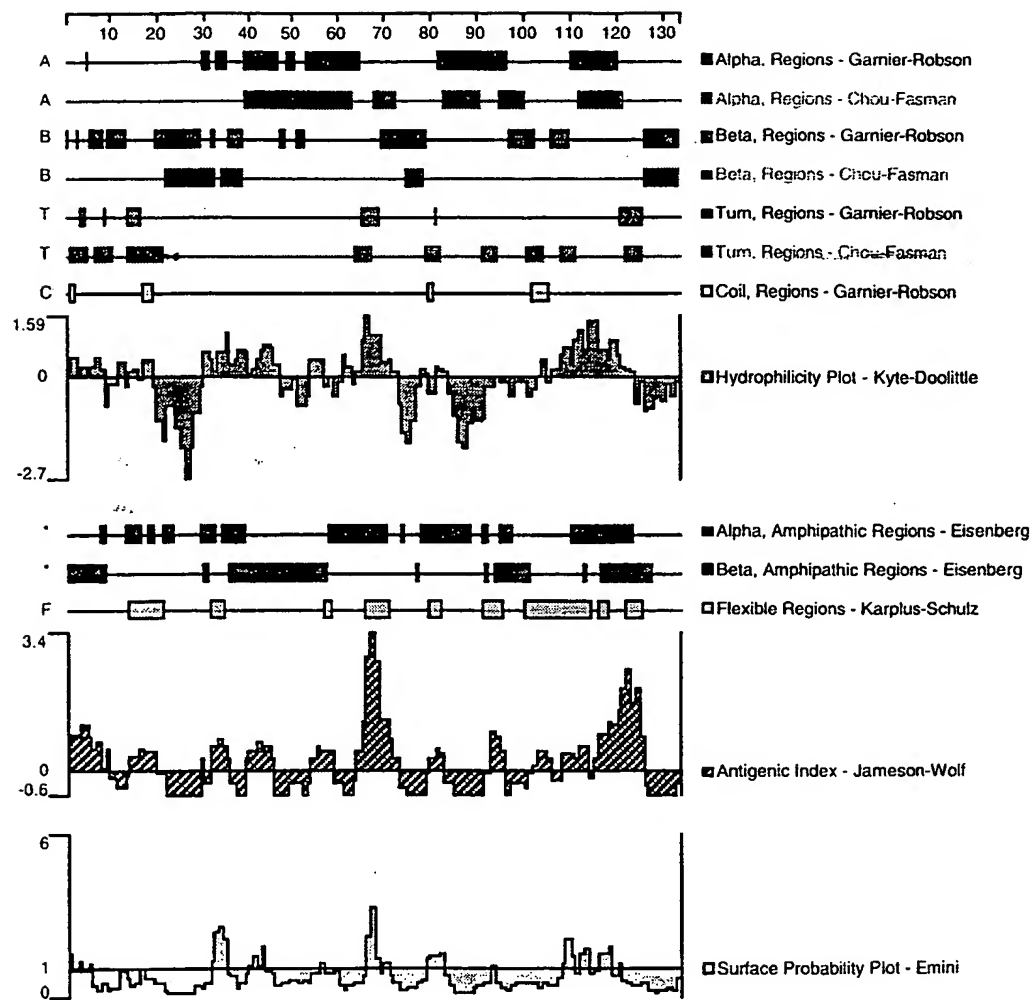 10 20 30 40 50 60 70 80 90 100 110 120 130
A Alpha, Regions - Garnier-Robson
A Alpha, Regions - Chou-Fasman
B Beta, Regions - Garnier-Robson
B Beta, Regions - Chou-Fasman
T Turn, Regions - Garnier-Robson
T Turn, Regions - Chou-Fasman
C Coil, Regions - Garnier-Robson
1.59
0 Hydrophilicity Plot - Kyte-Doolittle
-2.7
* Alpha, Amphipathic Regions - Eisenberg
* Beta, Amphipathic Regions - Eisenberg
F Flexible Regions - Karplus-Schulz
3.4
0 Antigenic Index - Jameson-Wolf
-0.6
6
1 Surface Probability Plot - Emini
0